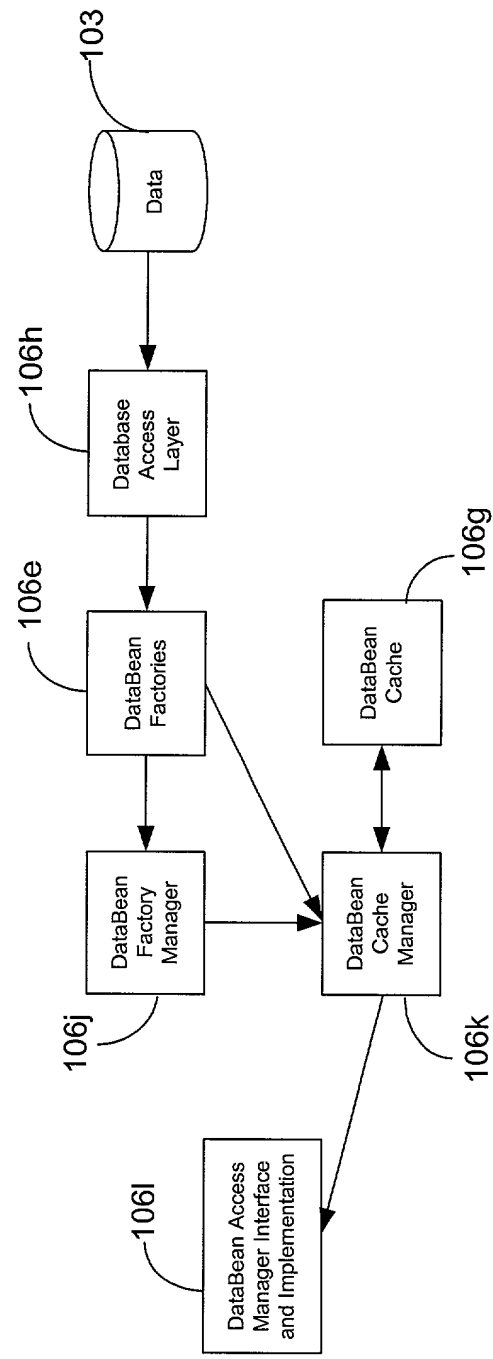 103
Data
106h
Database
Access
Layer
106e
DataBean
Factories
106g
DataBean
Cache
106j
DataBean
Factory
Manager
DataBean
Cache
Manager
106k
106l
DataBean Access
Manager Interface
and Implementation